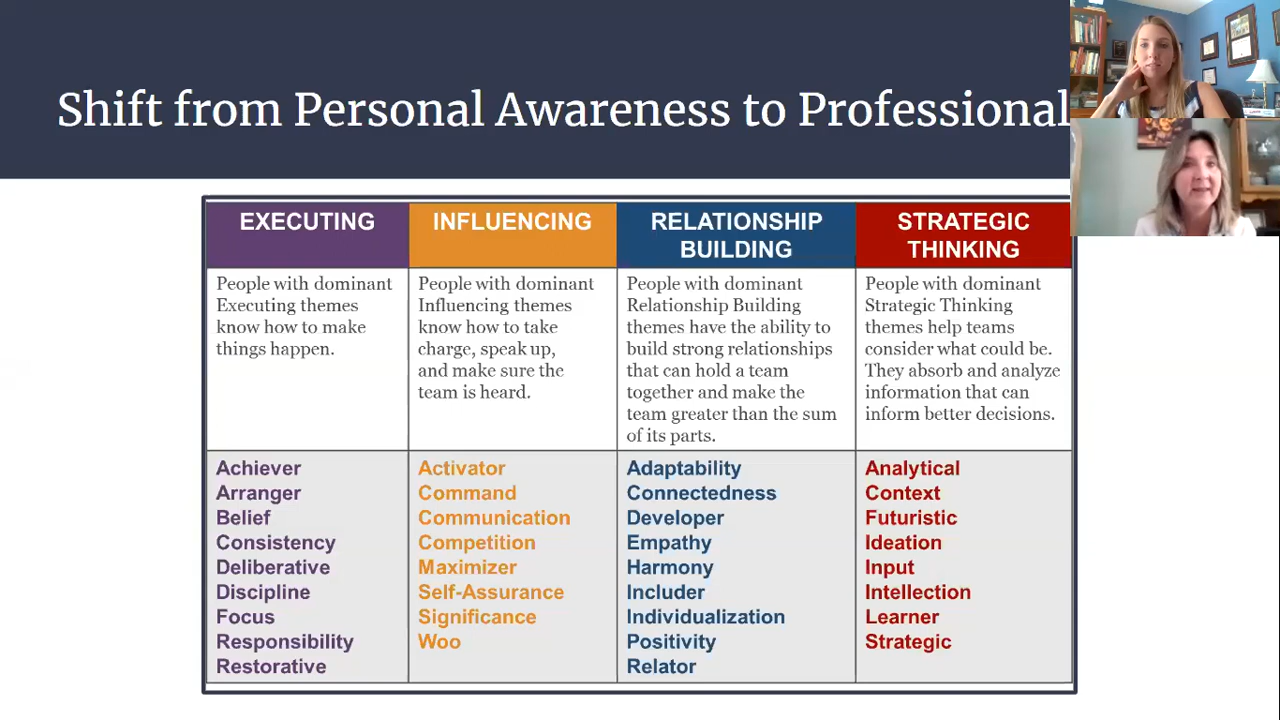 Shift from Personal Awareness to Professional
EXECUTING
INFLUENCING
RELATIONSHIP
BUILDING
STRATEGIC
THINKING
People with dominant
Executing themes
know how to make
things happen.
People with dominant
Influencing themes
know how to take
charge, speak up,
and make sure the
team is heard.
People with dominant
Relationship Building
themes have the ability to
build strong relationships
that can hold a team
together and make the
team greater than the sum
of its parts.
People with dominant
Strategic Thinking
themes help teams
consider what could be.
They absorb and analyze
information that can
inform better decisions.
Achiever
Arranger
Belief
Consistency
Deliberative
Discipline
Focus
Responsibility
Restorative
Activator
Command
Communication
Competition
Maximizer
Self-Assurance
Significance
Woo
Adaptability
Connectedness
Developer
Empathy
Harmony
Includer
Individualization
Positivity
Relator
Analytical
Context
Futuristic
Ideation
Input
Intellection
Learner
Strategic